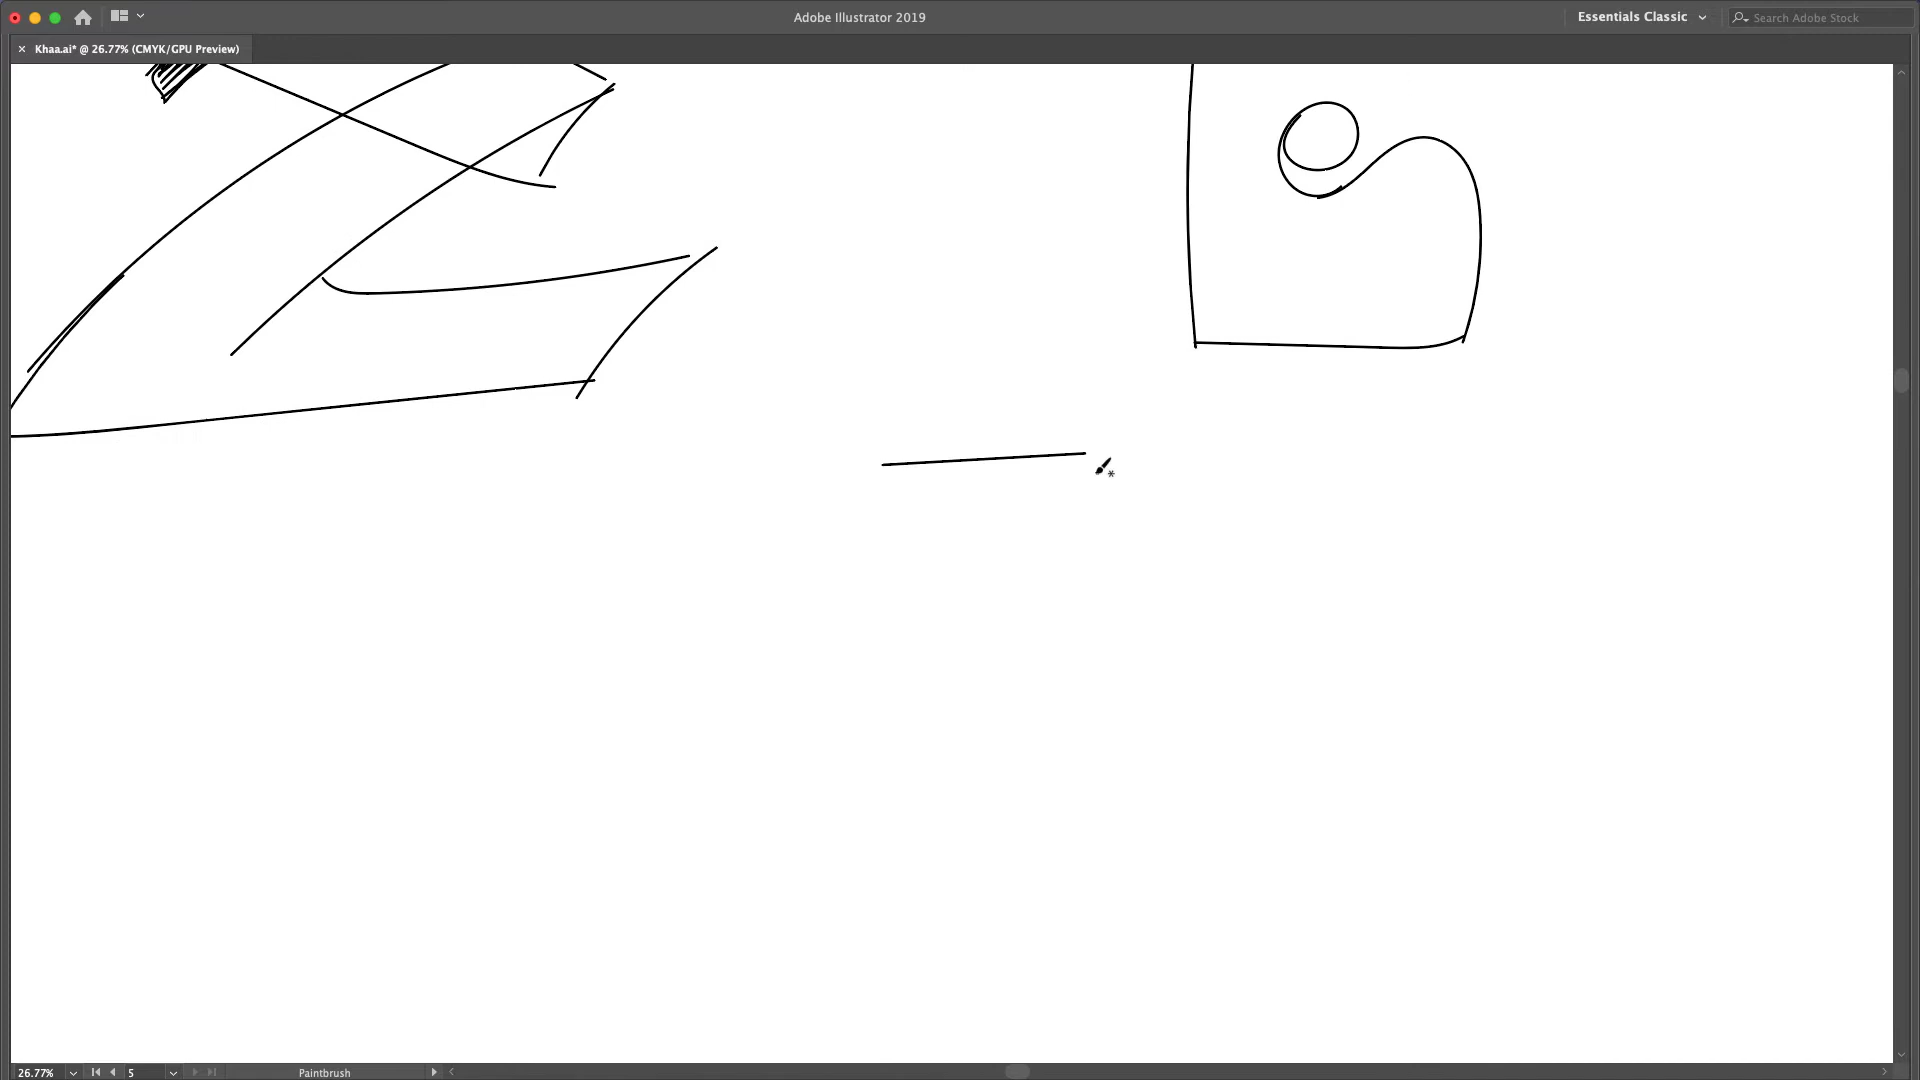 Adobe Illustrator 2019
Essentials Classic
Search Adobe Stock
Khaa.ai* @ 26.77% (CMYK/GPU Preview)
26.77%
5
Paintbrush